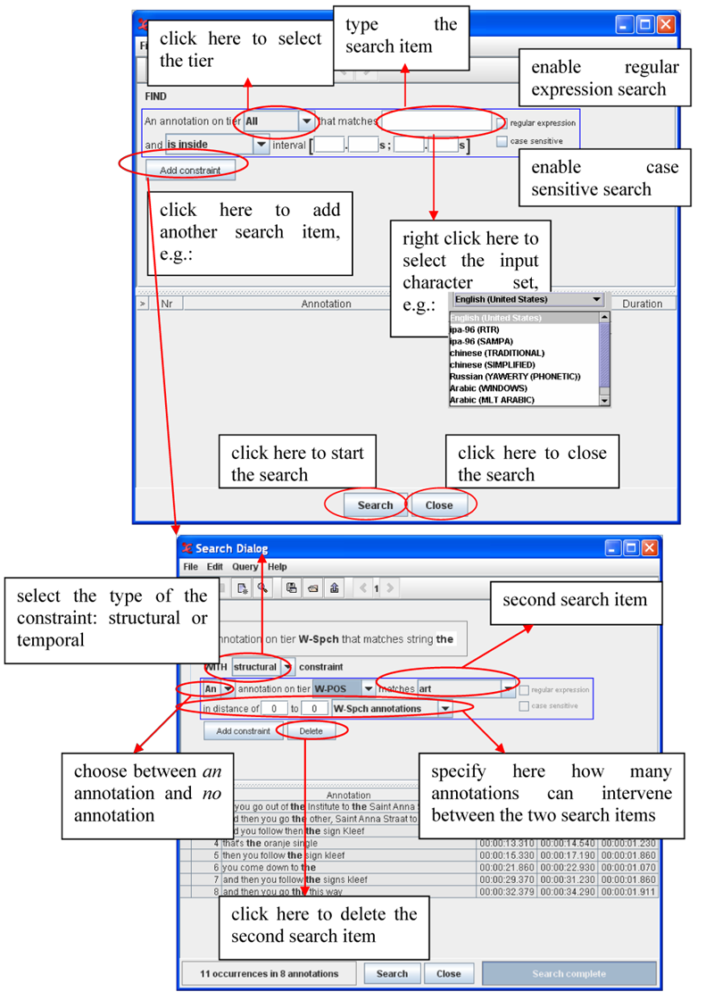 click here to select
the tier
type the
search item
enable regular
expression search
FIND
An annotation on tier All that matches regular expression
and is inside interval [ . s ; . s ] case sensitive
Add constraint
enable case
sensitive search
click here to add
another search item,
e.g.:
right click here to
select the input
character set,
e.g.:
English (United States)
> Nr Annotation Duration
English (United States)
ipa-96 (RTR)
ipa-96 (SAMPA)
chinese (TRADITIONAL)
chinese (SIMPLIFIED)
Russian (YAWERTY (PHONETIC))
Arabic (WINDOWS)
Arabic (MLT ARABIC)
click here to start
the search
click here to close
the search
Search Close
Search Dialog
File Edit Query Help
1
select the type of the
constraint: structural or
temporal
second search item
annotation on tier W-Spch that matches string the
WITH structural constraint
An annotation on tier W-POS matches art regular expression
in distance of 0 to 0 W-Spch annotations case sensitive
Add constraint Delete
choose between an
annotation and no
annotation
specify here how many
annotations can intervene
between the two search items
Annotation
you go out of the Institute to the Saint Anna
then you go the other, Saint Anna Straat to
you follow then the sign Kleef
4 that's the oranje single 00:00:13.310 00:00:14.540 00:00:01.230
5 then you follow the sign kleef 00:00:15.330 00:00:17.190 00:00:01.860
6 you come down to the 00:00:21.860 00:00:22.930 00:00:01.070
7 and then you follow the signs kleef 00:00:29.370 00:00:31.230 00:00:01.860
8 and then you go the this way 00:00:32.379 00:00:34.290 00:00:01.911
click here to delete the
second search item
11 occurrences in 8 annotations Search Close Search complete